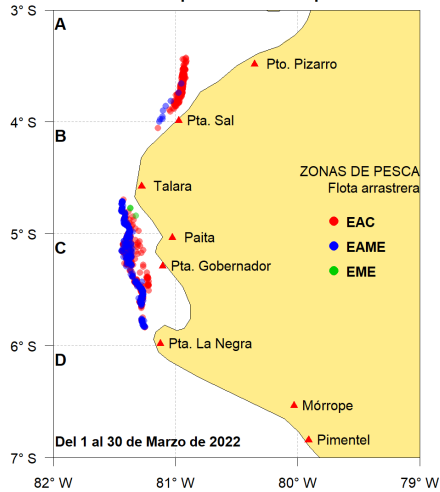 3° S
A
Pto. Pizarro
4° S
Pta. Sal
B
ZONAS DE PESCA
Flota arrastrera
Talara
EAC
5° S
Paita
EAME
C
Pta. Gobernador
EME
6° S
Pta. La Negra
D
Mórrope
Del 1 al 30 de Marzo de 2022
Pimentel
7° S
82° W
81° W
80° W
79° W